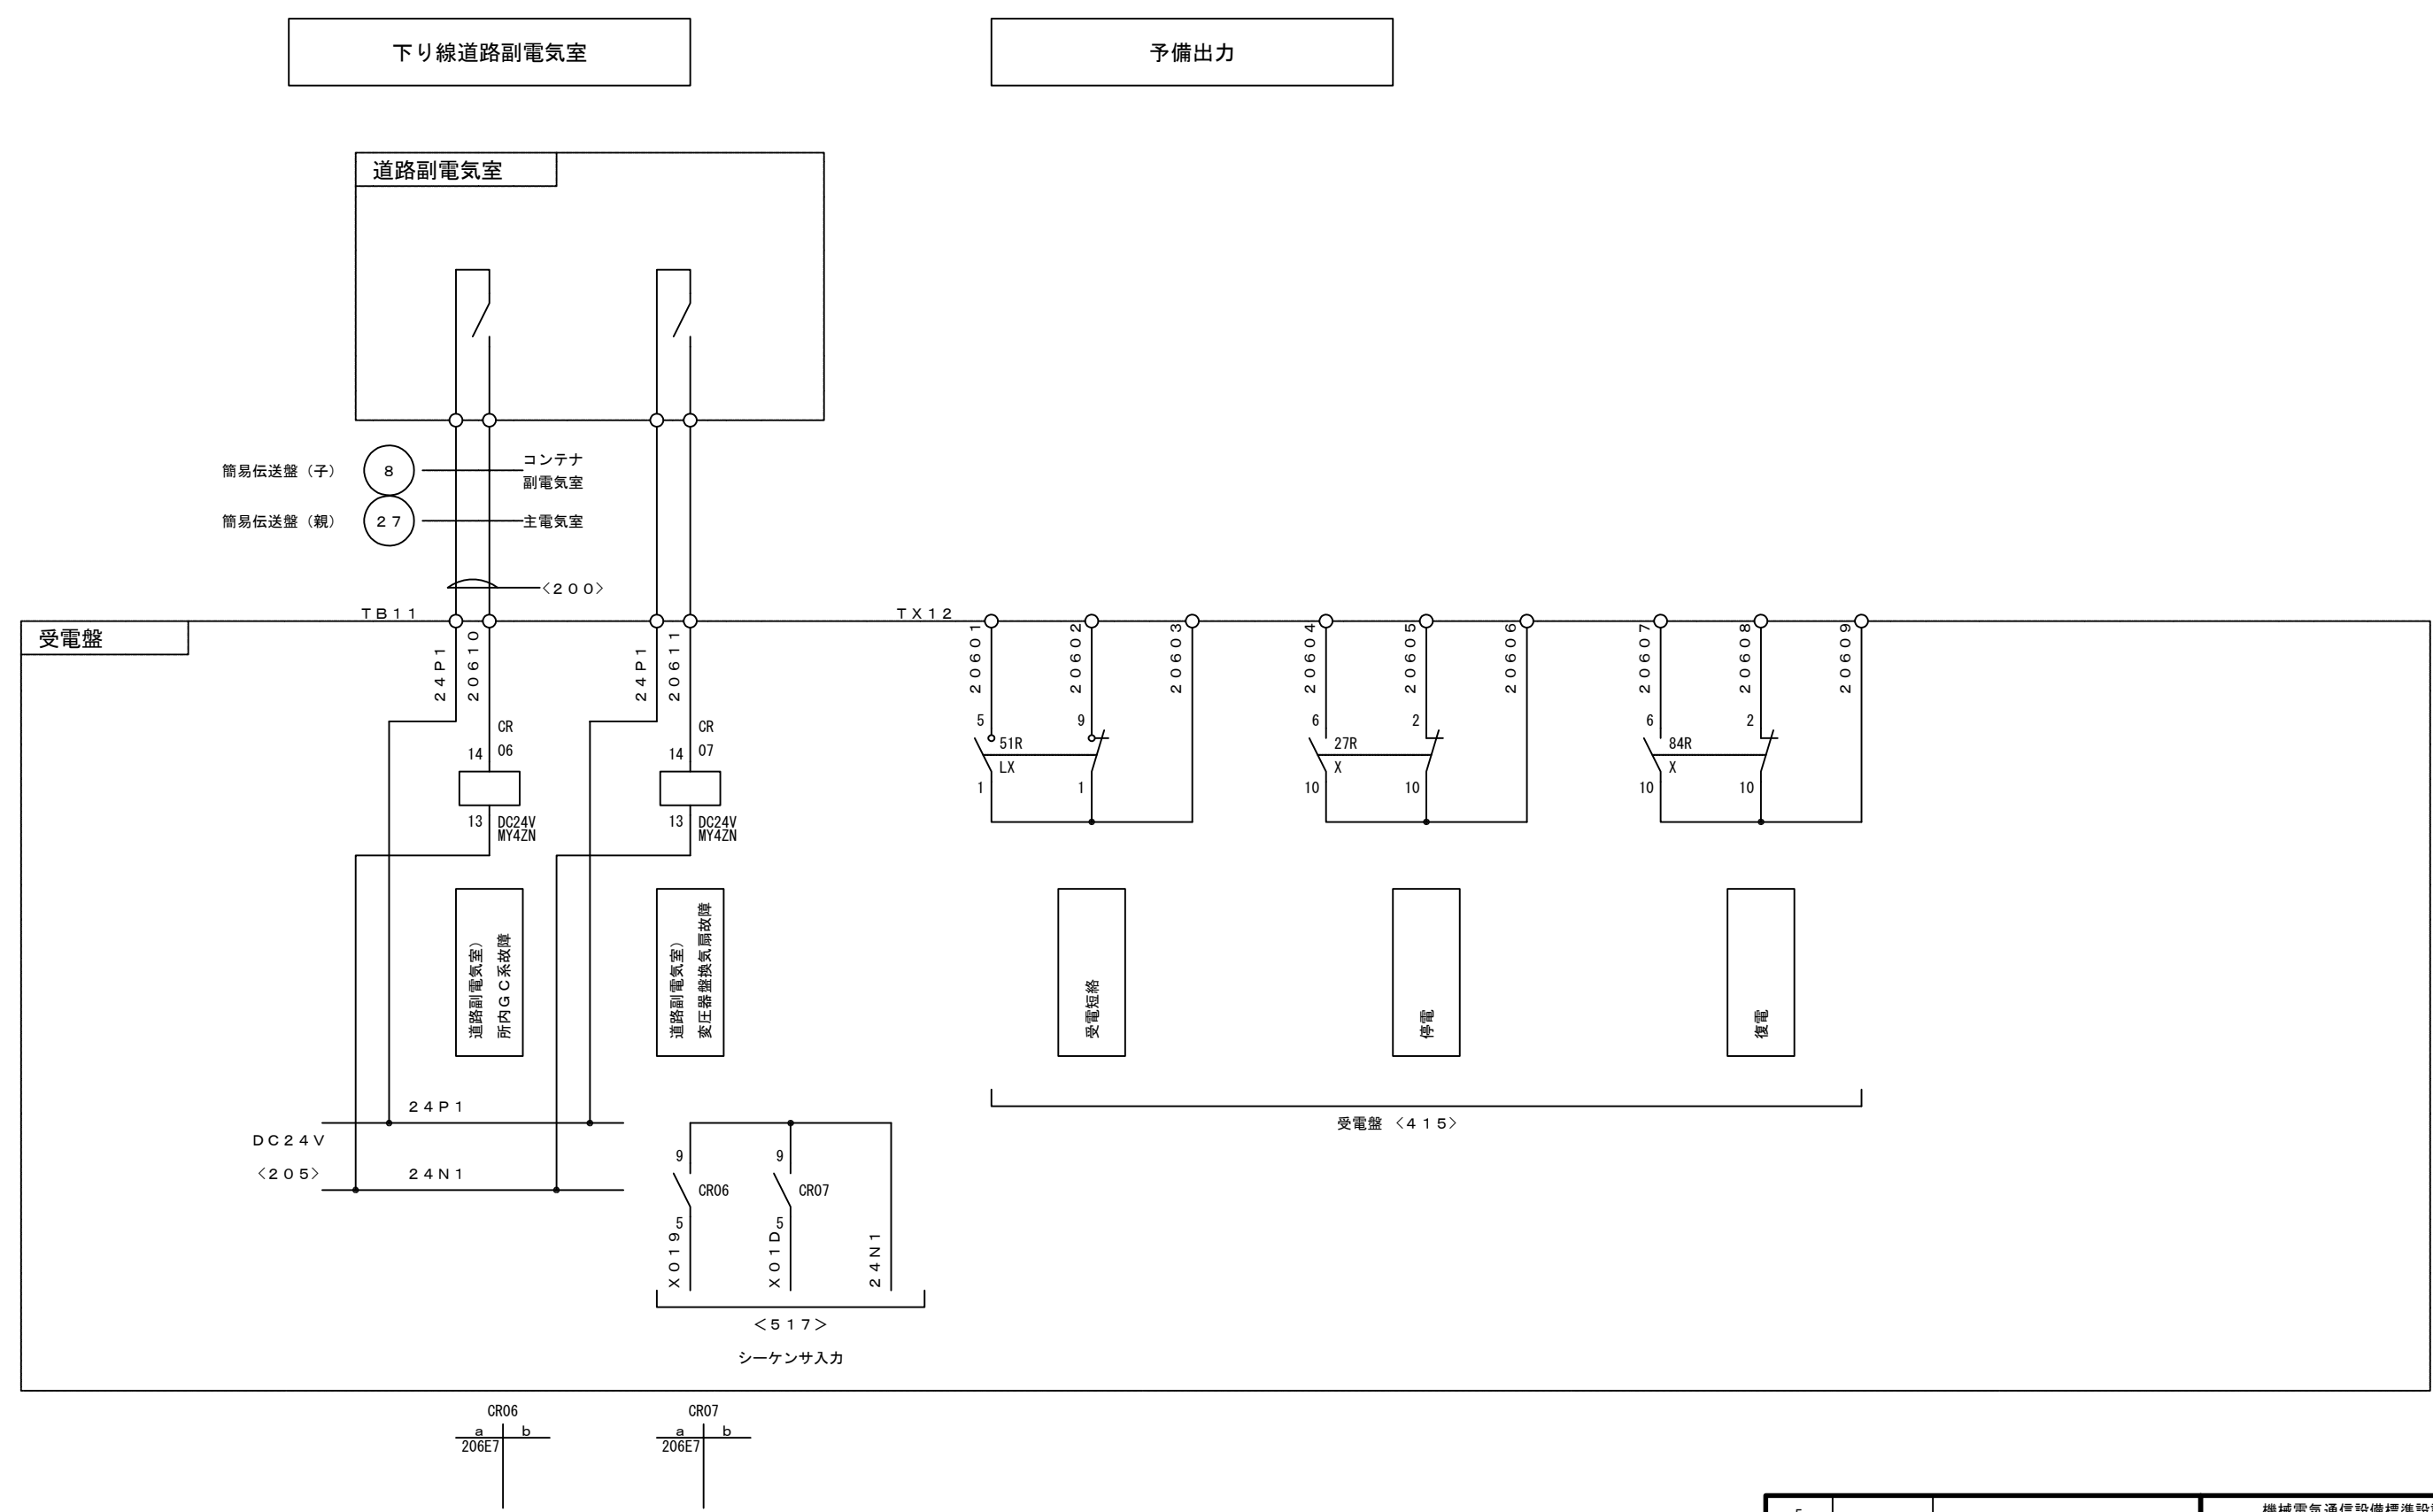 下り線道路副電気室
予備出力
道路副電気室
簡易伝送盤（子）
8
コンテナ
副電気室
簡易伝送盤（親）
２７
主電気室
＜２００＞
ＴＢ１１
ＴＸ１２
受電盤
２４Ｐ１
２０６１０
２４Ｐ１
２０６１１
２０６０１
２０６０２
２０６０３
２０６０４
２０６０５
２０６０６
２０６０７
２０６０８
２０６０９
CR
06
14
13
DC24V
MY4ZN
CR
07
14
13
DC24V
MY4ZN
5
9
51R
LX
1
1
6
2
27R
X
10
10
6
2
84R
X
10
10
道路副電気室）
所内ＧＣ系故障
道路副電気室）
変圧器盤換気扇故障
受電短絡
停電
復電
受電盤 ＜４１５＞
２４Ｐ１
ＤＣ２４Ｖ
＜２０５＞
２４Ｎ１
9
CR06
5
Ｘ０１９
9
CR07
5
Ｘ０１Ｄ
２４Ｎ１
＜５１７＞
シーケンサ入力
CR06
a b
206E7
CR07
a b
206E7